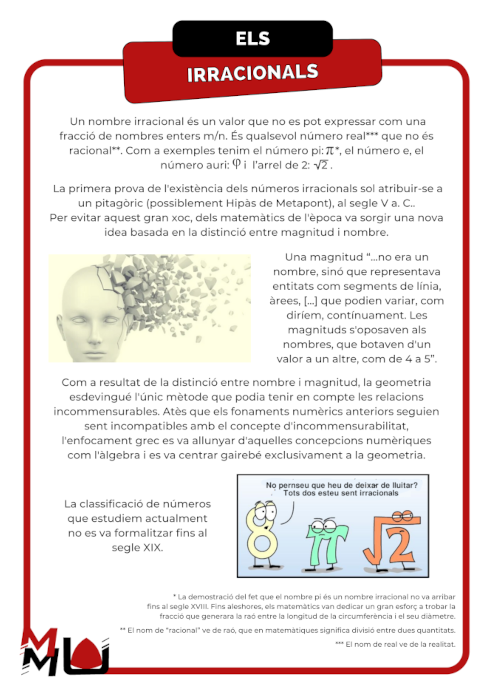 ELS
IRRACIONALS
Un nombre irracional és un valor que no es pot expressar com una
fracció de nombres enters m/n. És qualsevol número real*** que no és
racional**. Com a exemples tenim el número pi: π*, el número e, el
número auri: φ i l'arrel de 2: √2 .
La primera prova de l'existència dels números irracionals sol atribuir-se a
un pitagòric (possiblement Hipàs de Metapont), al segle V a. C..
Per evitar aquest gran xoc, dels matemàtics de l'època va sorgir una nova
idea basada en la distinció entre magnitud i nombre.
Una magnitud "...no era un
nombre, sinó que representava
entitats com segments de línia,
àrees, [...] que podien variar, com
diríem, contínuament. Les
magnituds s'oposaven als
nombres, que botaven d'un
valor a un altre, com de 4 a 5".
Com a resultat de la distinció entre nombre i magnitud, la geometria
esdevingué l'únic mètode que podia tenir en compte les relacions
incommensurables. Atès que els fonaments numèrics anteriors seguien
sent incompatibles amb el concepte d'incommensurabilitat,
l'enfocament grec es va allunyar d'aquelles concepcions numèriques
com l'àlgebra i es va centrar gairebé exclusivament a la geometria.
No pernseu que heu de deixar de lluitar?
Tots dos esteu sent irracionals
8 π √2
La classificació de números
que estudiem actualment
no es va formalitzar fins al
segle XIX.
* La demostració del fet que el nombre pi és un nombre irracional no va arribar
fins al segle XVIII. Fins aleshores, els matemàtics van dedicar un gran esforç a trobar la
fracció que generara la raó entre la longitud de la circumferència i el seu diàmetre.
** El nom de "racional" ve de raó, que en matemàtiques significa divisió entre dues quantitats.
*** El nom de real ve de la realitat.
M
MU